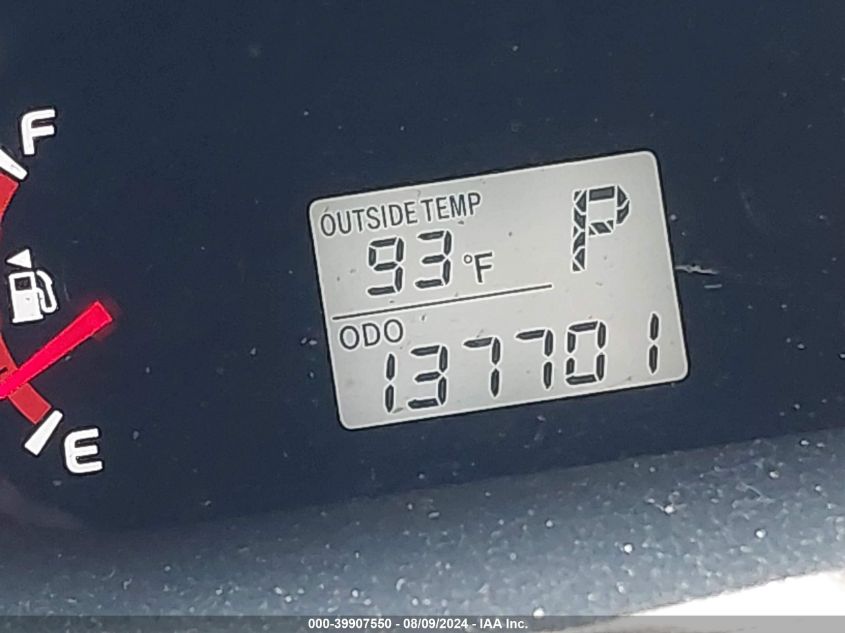 F
OUTSIDE TEMP
P
93°F
ODO
137701
E
000-39907550 - 08/09/2024 - IAA Inc.